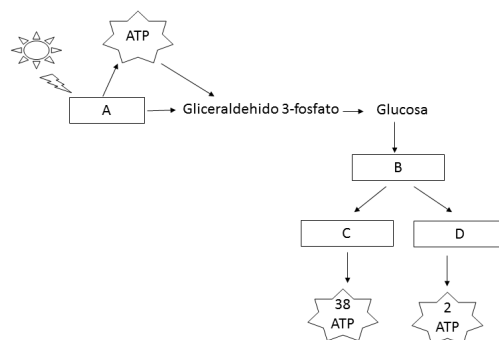 ATP
A
Gliceraldehido 3-fosfato
Glucosa
B
C
D
38
ATP
2
ATP